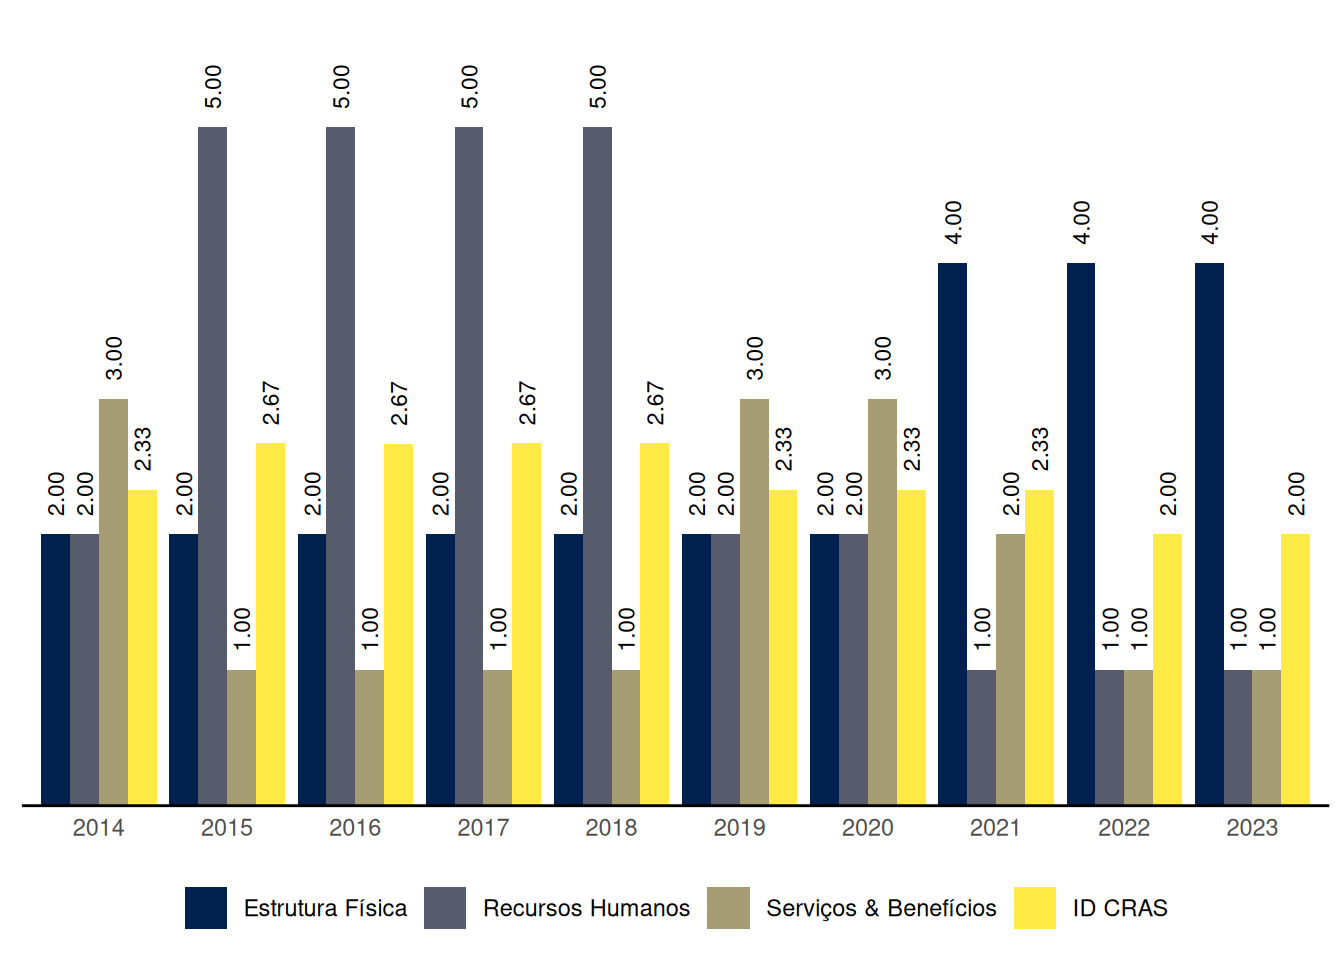 5.00 5.00 5.00 5.00
4.00 4.00 4.00
3.00 3.00 3.00
2.67 2.67 2.67 2.67
2.33 2.33 2.33 2.33
2.00 2.00 2.00 2.00 2.00 2.00 2.00 2.00 2.00 2.00 2.00 2.00 2.00
1.00 1.00 1.00 1.00 1.00 1.00 1.00 1.00 1.00
2014 2015 2016 2017 2018 2019 2020 2021 2022 2023
Estrutura Física Recursos Humanos Serviços & Benefícios ID CRAS